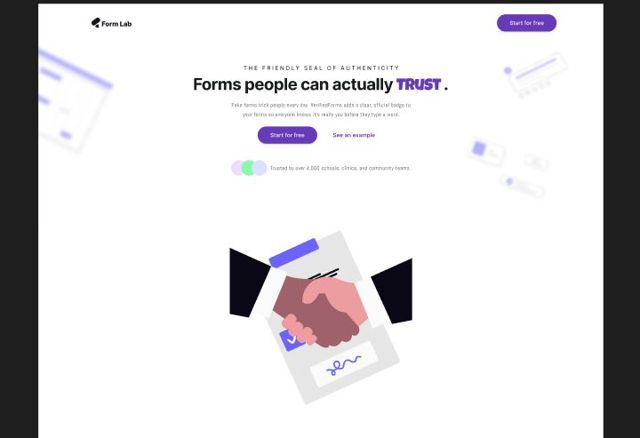 Form Lab
Start for free
THE FRIENDLY SEAL OF AUTHENTICITY
Forms people can actually TRUST .
Fake forms trick people every day. VerifiedForms adds a clear, official badge to
your forms so everyone knows it's really you before they type a word.
Start for free
See an example
Trusted by over 4,000 schools, clinics, and community teams.